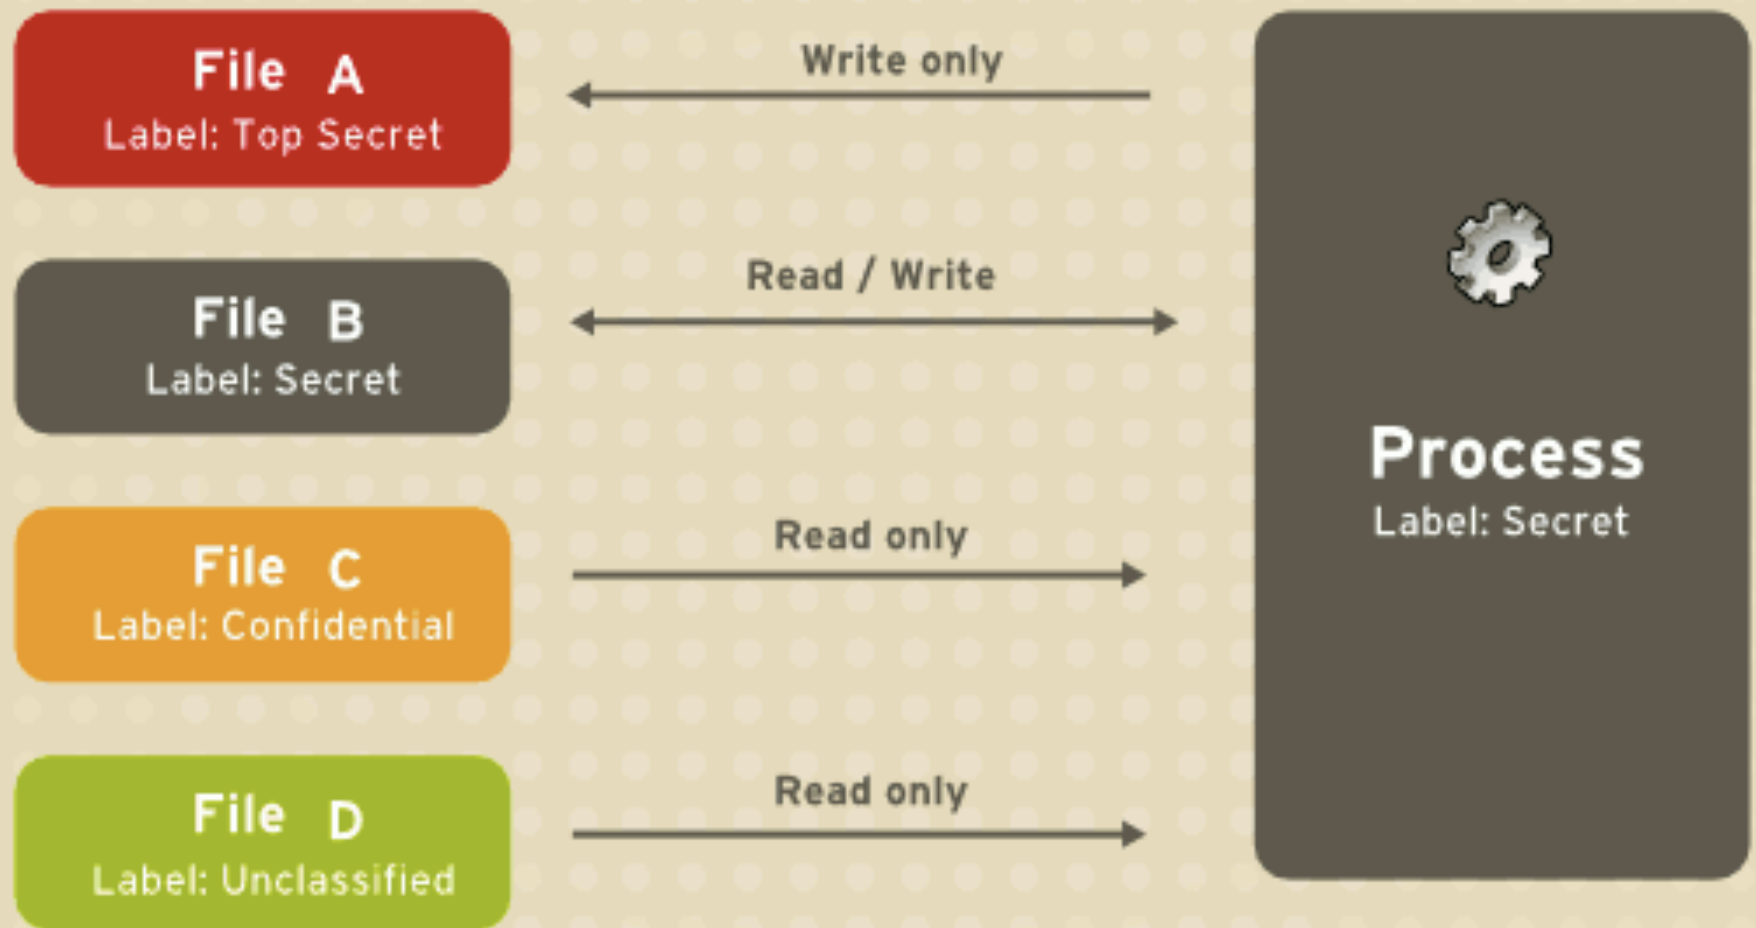 File A
Label: Top Secret
Write only
File B
Label: Secret
Read / Write
File C
Label: Confidential
Read only
File D
Label: Unclassified
Read only
Process
Label: Secret